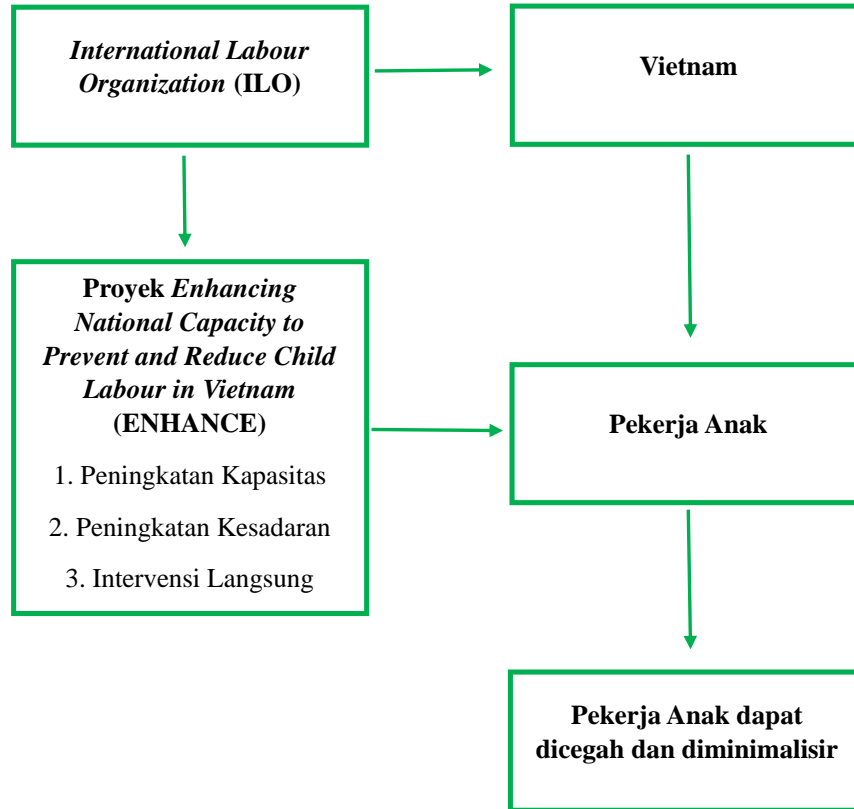 International Labour
Organization (ILO)
Vietnam
Proyek Enhancing
National Capacity to
Prevent and Reduce Child
Labour in Vietnam
(ENHANCE)
1. Peningkatan Kapasitas
2. Peningkatan Kesadaran
3. Intervensi Langsung
Pekerja Anak
Pekerja Anak dapat
dicegah dan diminimalisir